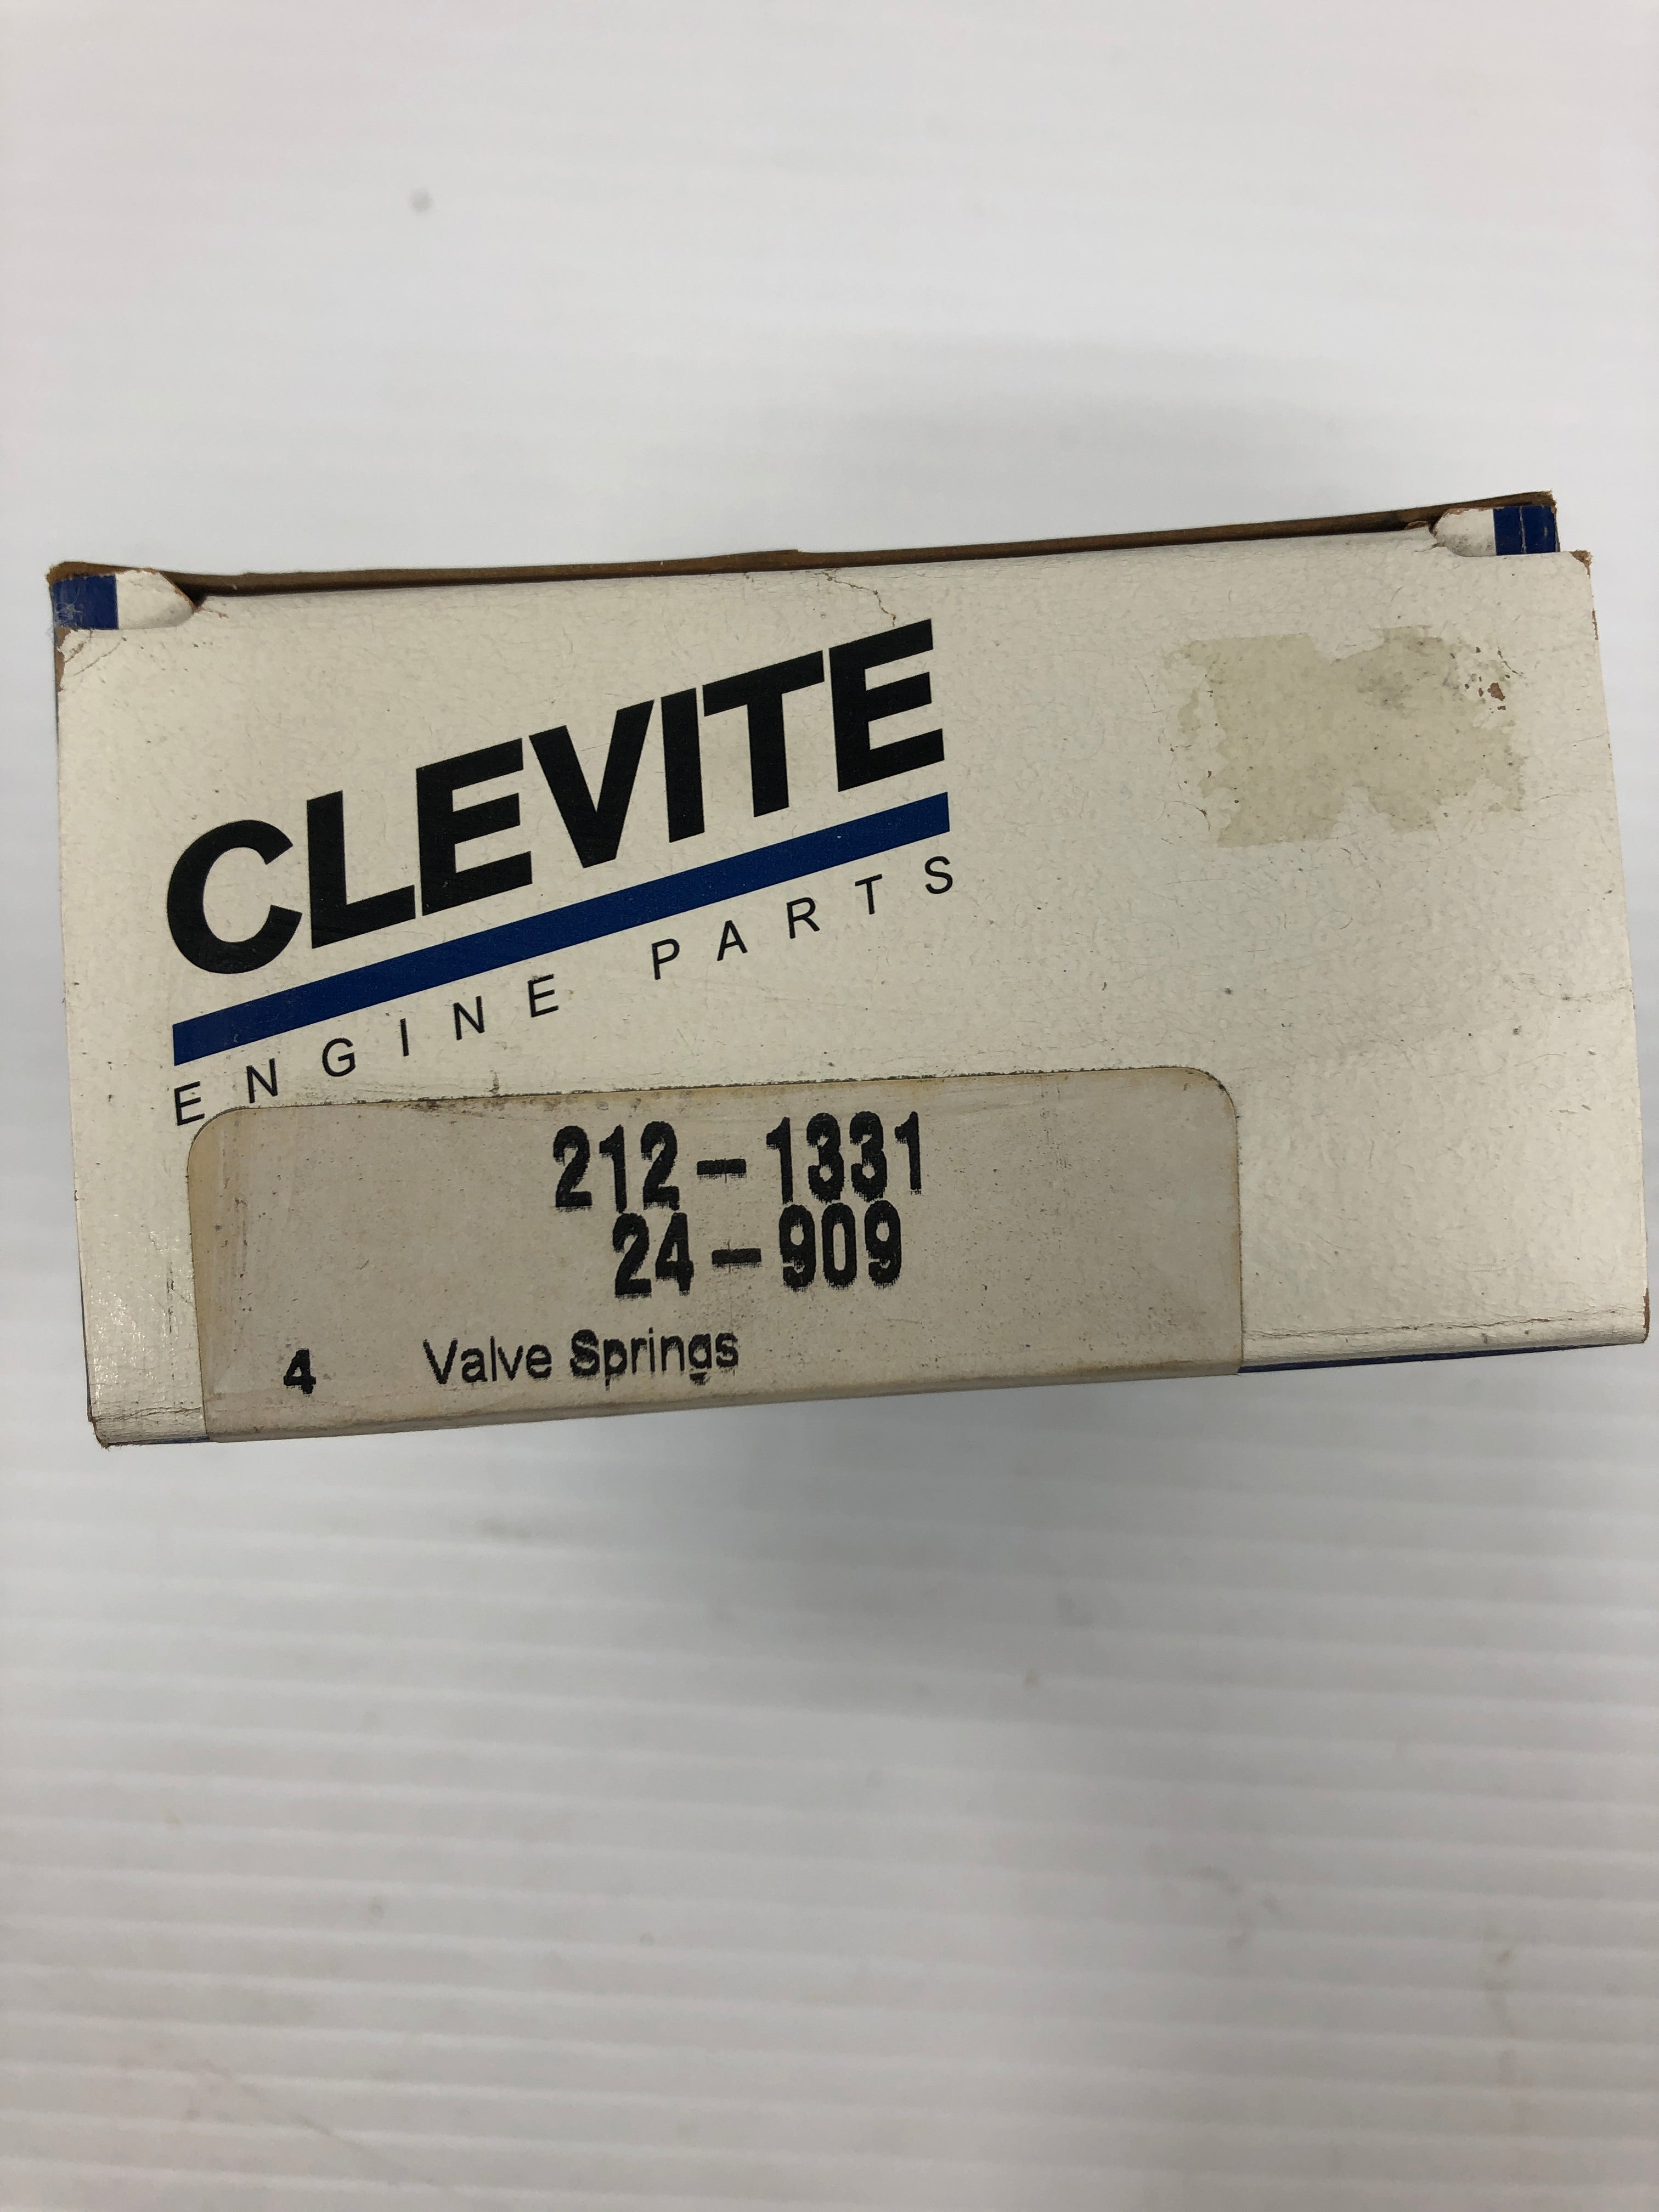 CLEVITE
ENGINE PARTS
212-1331
24-909
4 Valve Springs